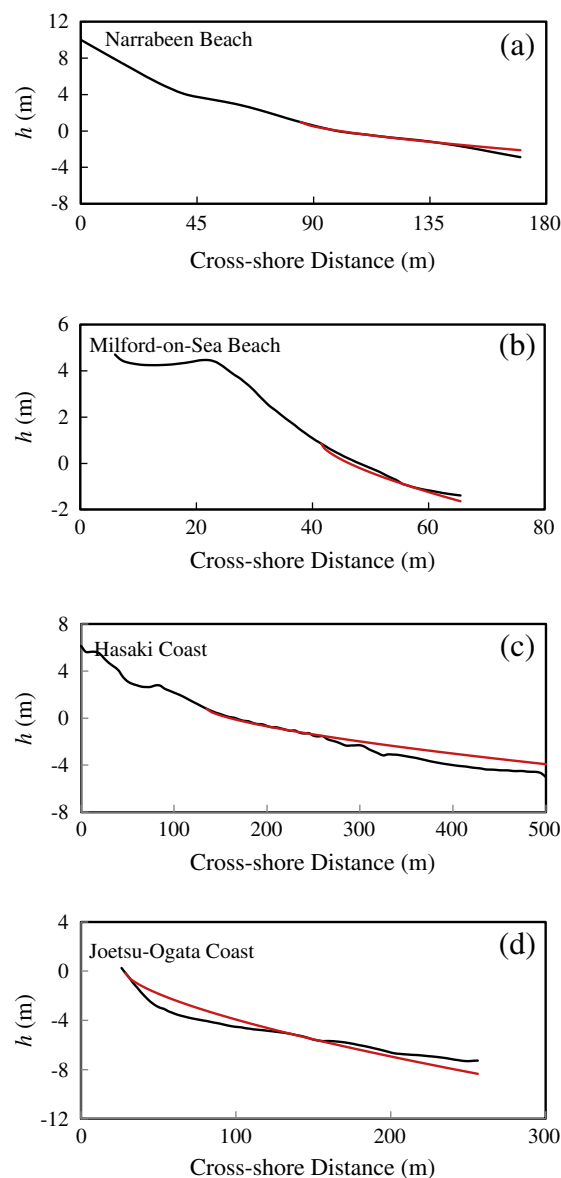 12
Narrabeen Beach
(a)
8
4
h (m)
0
-4
-8
0 45 90 135 180
Cross-shore Distance (m)
6
Milford-on-Sea Beach
(b)
4
h (m)
2
0
-2
0 20 40 60 80
Cross-shore Distance (m)
8
Hasaki Coast
(c)
4
h (m)
0
-4
-8
0 100 200 300 400 500
Cross-shore Distance (m)
4
Joetsu-Ogata Coast
(d)
0
h (m)
-4
-8
-12
0 100 200 300
Cross-shore Distance (m)